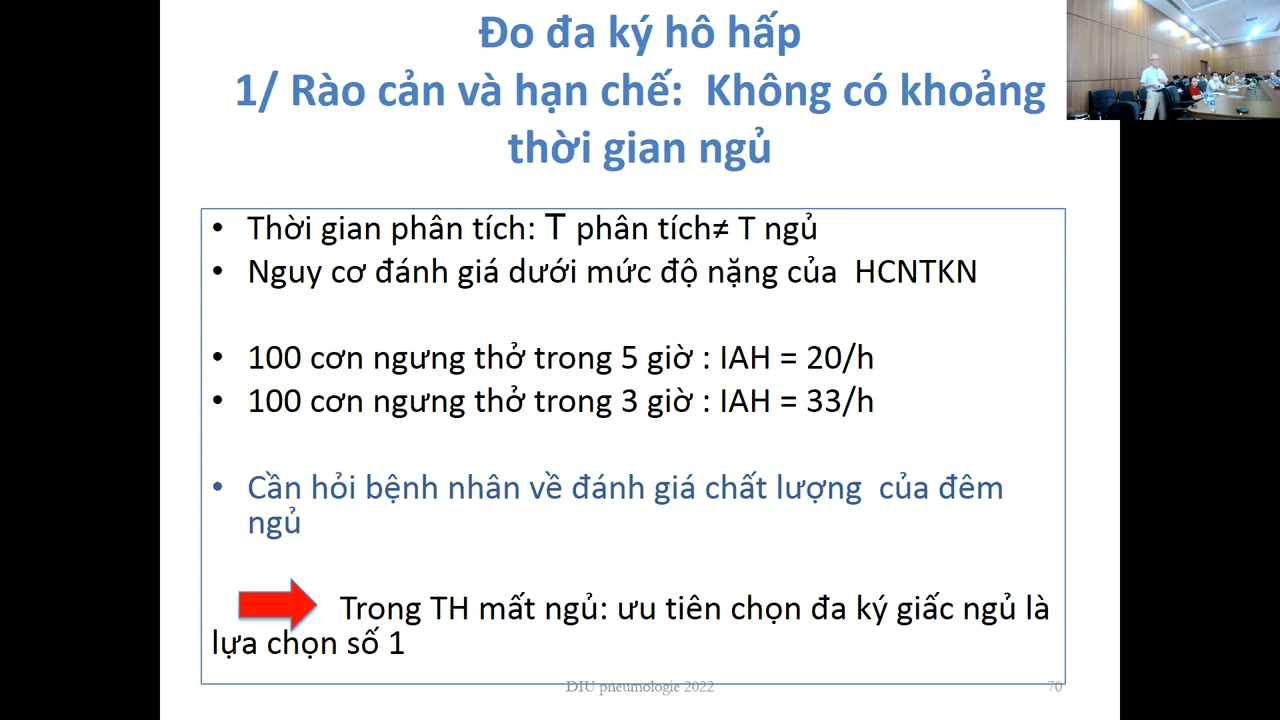 Đo đa ký hô hấp
1/ Rào cản và hạn chế: Không có khoảng
thời gian ngủ
• Thời gian phân tích: T phân tích≠ T ngủ
• Nguy cơ đánh giá dưới mức độ nặng của HCNTKN
• 100 cơn ngưng thở trong 5 giờ : IAH = 20/h
• 100 cơn ngưng thở trong 3 giờ : IAH = 33/h
• Cần hỏi bệnh nhân về đánh giá chất lượng của đêm
ngủ
Trong TH mất ngủ: ưu tiên chọn đa ký giấc ngủ là
lựa chọn số 1
DIU pneumologie 2022
70